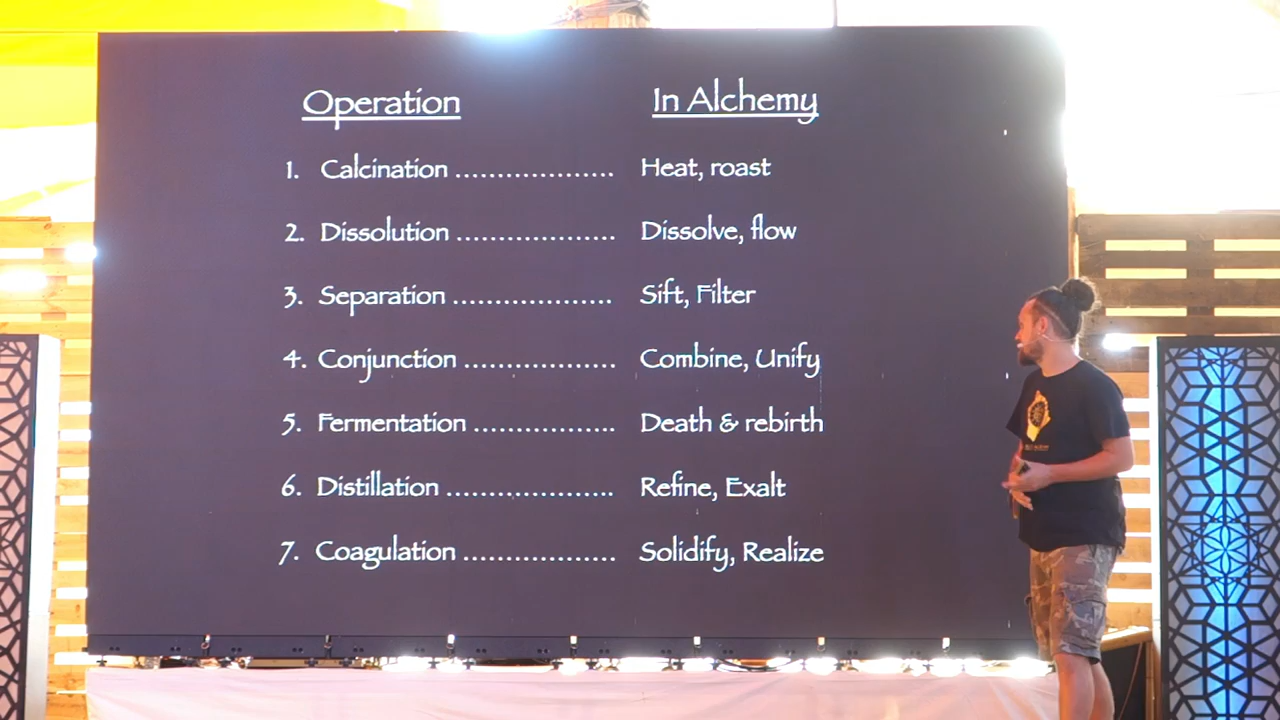 Operation In Alchemy
1. Calcination ................... Heat, roast
2. Dissolution ................... Dissolve, flow
3. Separation ................... Sift, Filter
4. Conjunction .................. Combine, Unify
5. Fermentation ................. Death & rebirth
6. Distillation .................... Refine, Exalt
7. Coagulation .................. Solidify, Realize